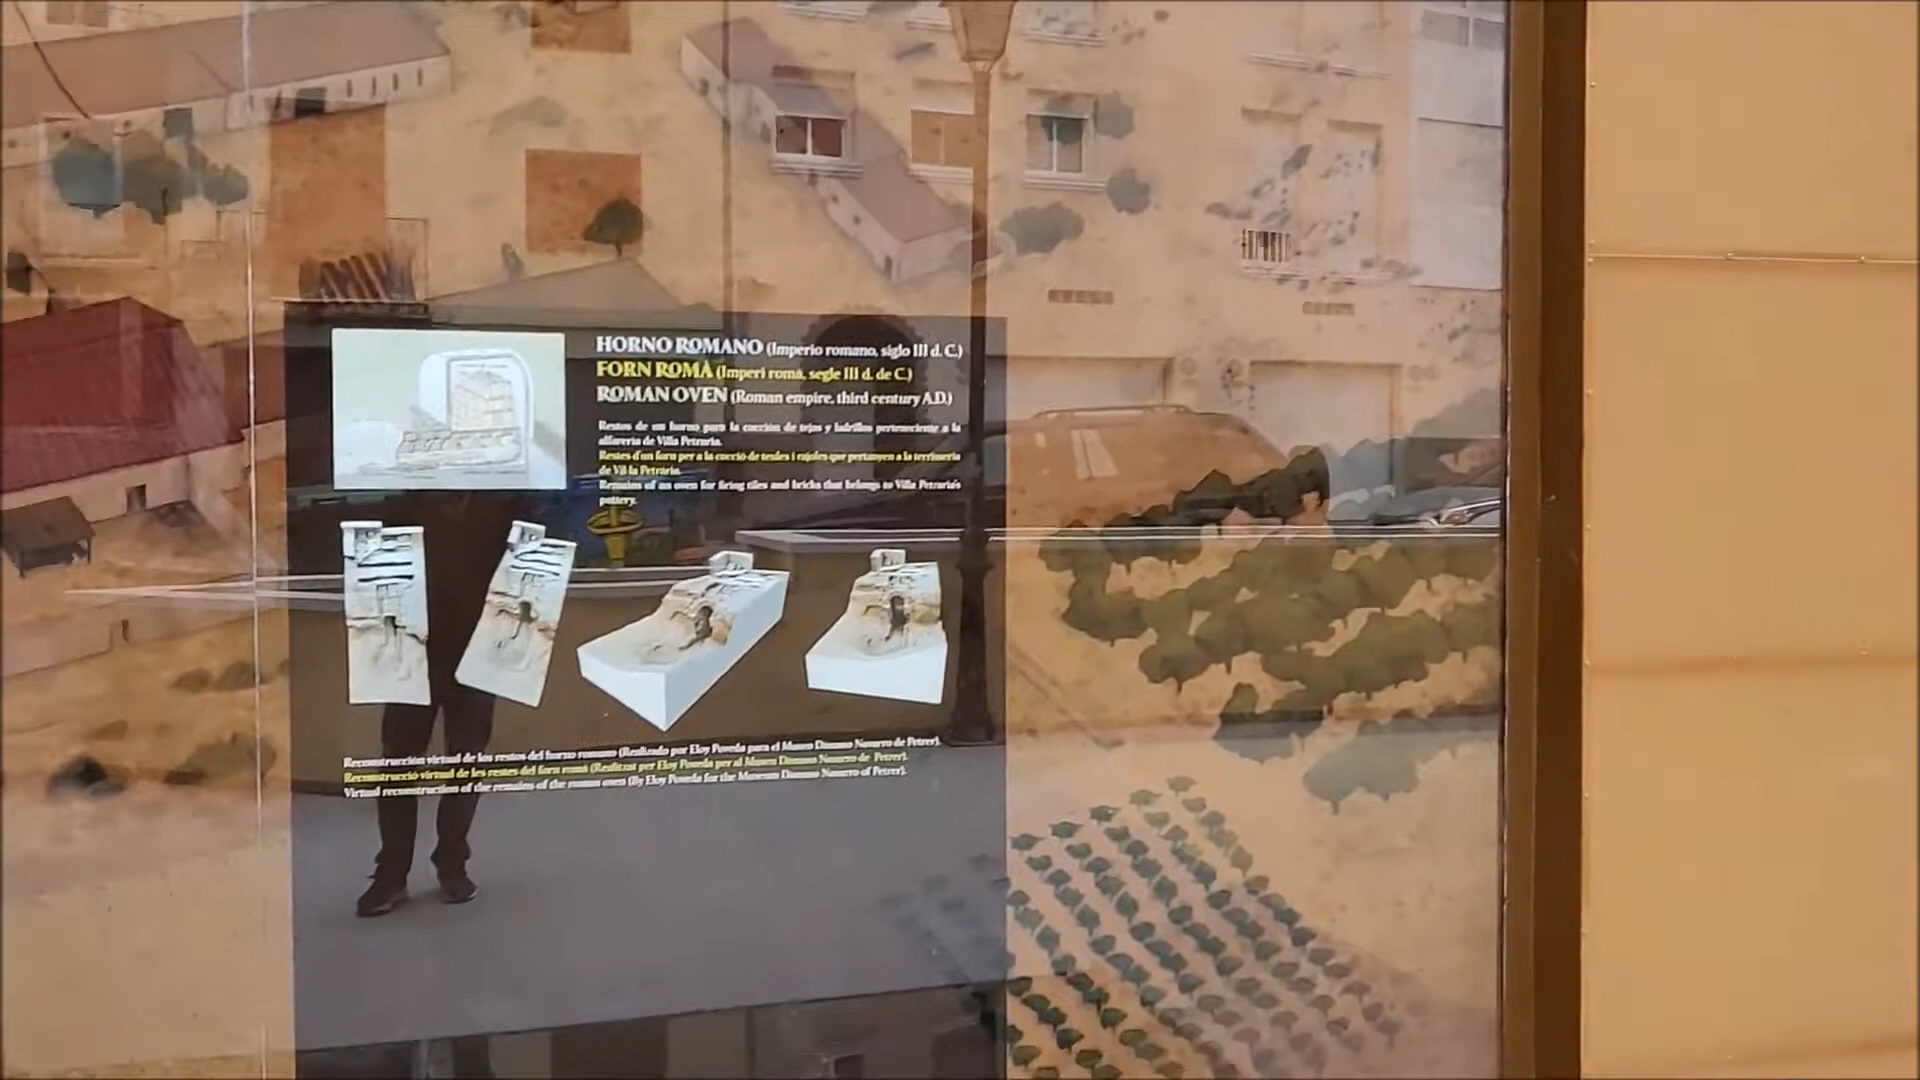 HORNO ROMANO (Imperio romano, siglo III d. C.)
FORN ROMÀ (Imperi romà, segle III d. de C.)
ROMAN OVEN (Roman empire, third century A.D.)
Restos de un horno para la cocción de tejas y ladrillos perteneciente a la
alfarería de Villa Petraria.
Restes d'un forn per a la cocció de teules i rajoles que pertanyen a la terrisseria
de Vil·la Petraria.
Remains of an oven for firing tiles and bricks that belongs to Villa Petraria's
pottery.
Reconstrucción virtual de los restos del horno romano (Realizado por Eloy Poveda para el Museo Dámaso Navarro de Petrer).
Reconstrucció virtual de les restes del forn romà (Realitzat per Eloy Poveda per al Museu Dámaso Navarro de Petrer).
Virtual reconstruction of the remains of the roman oven (By Eloy Poveda for the Museum Dámaso Navarro of Petrer).